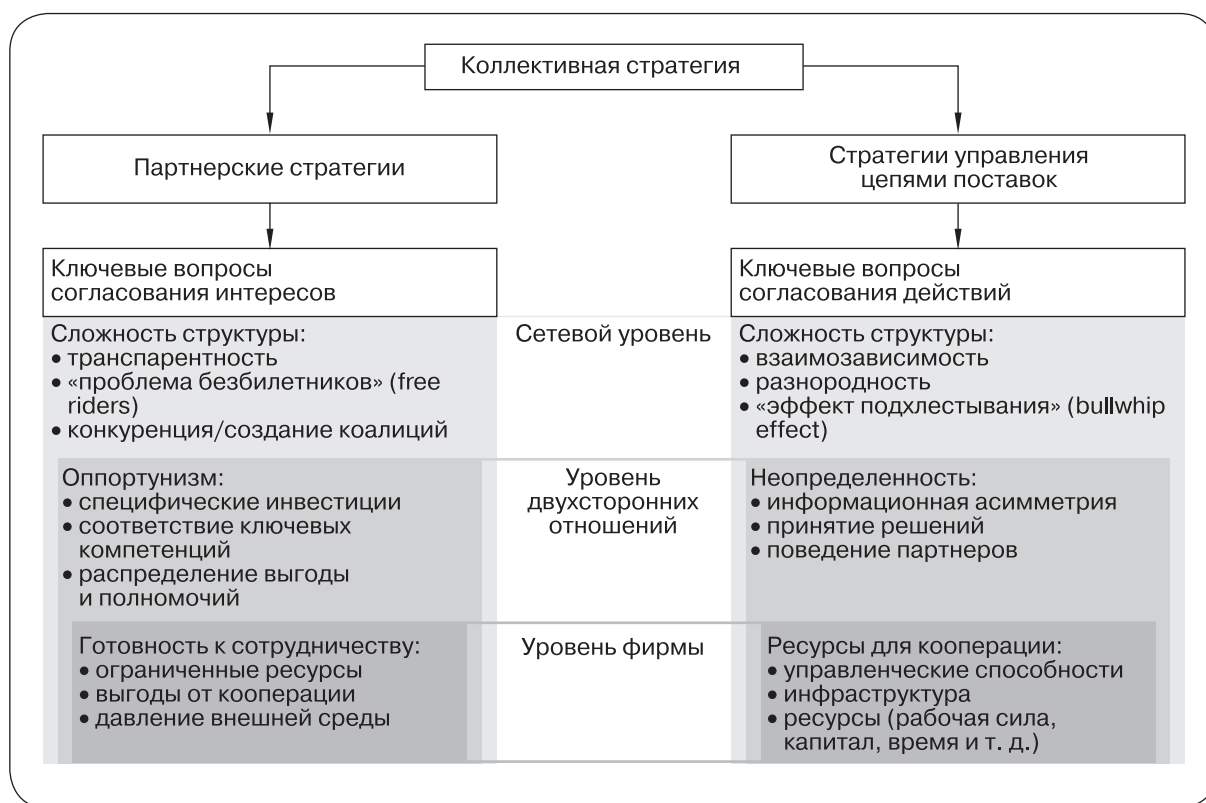 Коллективная стратегия
Партнерские стратегии
Стратегии управления
цепями поставок
Ключевые вопросы
согласования интересов
Ключевые вопросы
согласования действий
Сложность структуры:
• транспарентность
• «проблема безбилетников» (free
riders)
• конкуренция/создание коалиций
Сетевой уровень
Сложность структуры:
• взаимозависимость
• разнородность
• «эффект подхлестывания» (bullwhip
effect)
Оппортунизм:
• специфические инвестиции
• соответствие ключевых
компетенций
• распределение выгоды
и полномочий
Уровень
двухсторонних
отношений
Неопределенность:
• информационная асимметрия
• принятие решений
• поведение партнеров
Готовность к сотрудничеству:
• ограниченные ресурсы
• выгоды от кооперации
• давление внешней среды
Уровень фирмы
Ресурсы для кооперации:
• управленческие способности
• инфраструктура
• ресурсы (рабочая сила,
капитал, время и т. д.)